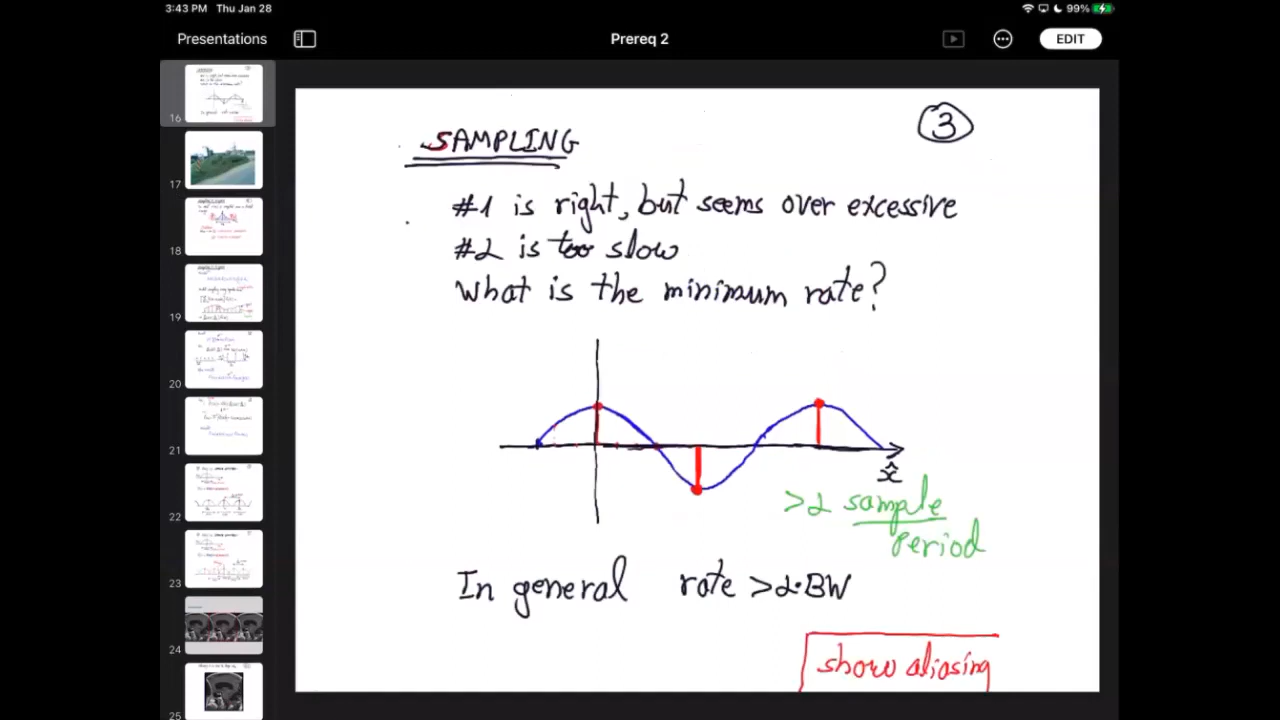 3:43 PM Thu Jan 28
99%
Presentations
Prereq 2
EDIT
16
17
18
19
20
21
22
23
24
25
SAMPLING
3
#1 is right, but seems over excessive
#2 is too slow
What is the minimum rate?
x̂
>2 sample
period
In general rate >2·BW
show aliasing